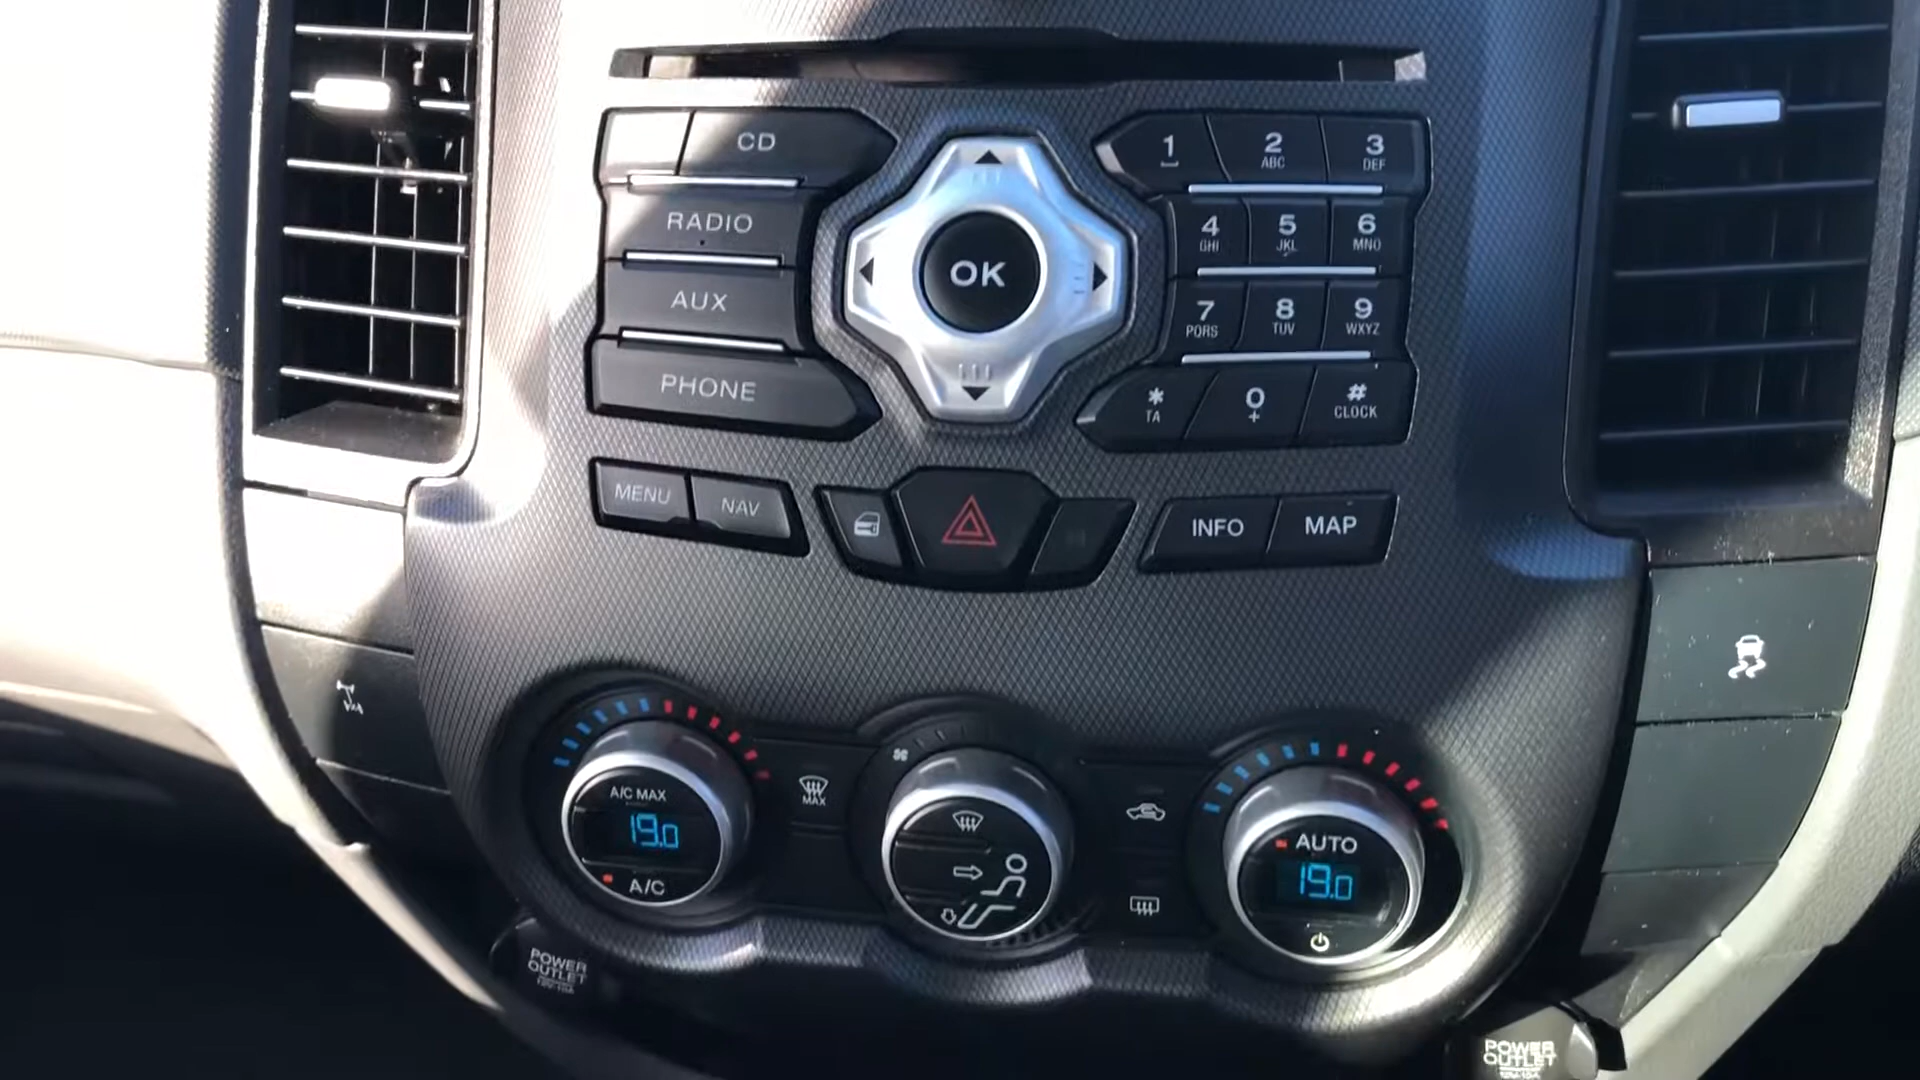 CD
1
2
ABC
3
DEF
RADIO
4
GHI
5
JKL
6
MNO
OK
AUX
7
PQRS
8
TUV
9
WXYZ
PHONE
*
TA
0
+
#
CLOCK
MENU
NAV
INFO
MAP
MAX
A/C MAX
19.0
A/C
AUTO
19.0
POWER
OUTLET
POWER
OUTLET